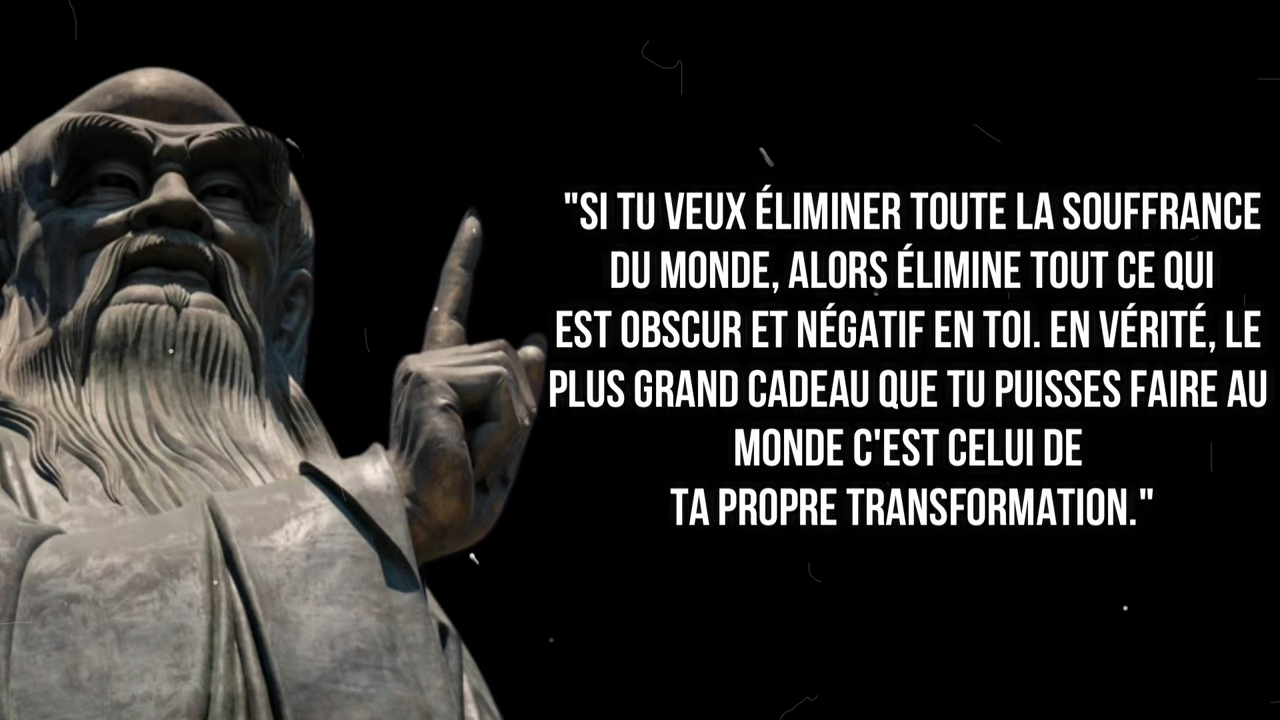 "SI TU VEUX ÉLIMINER TOUTE LA SOUFFRANCE
DU MONDE, ALORS ÉLIMINE TOUT CE QUI
EST OBSCUR ET NÉGATIF EN TOI. EN VÉRITÉ, LE
PLUS GRAND CADEAU QUE TU PUISSES FAIRE AU
MONDE C'EST CELUI DE
TA PROPRE TRANSFORMATION."